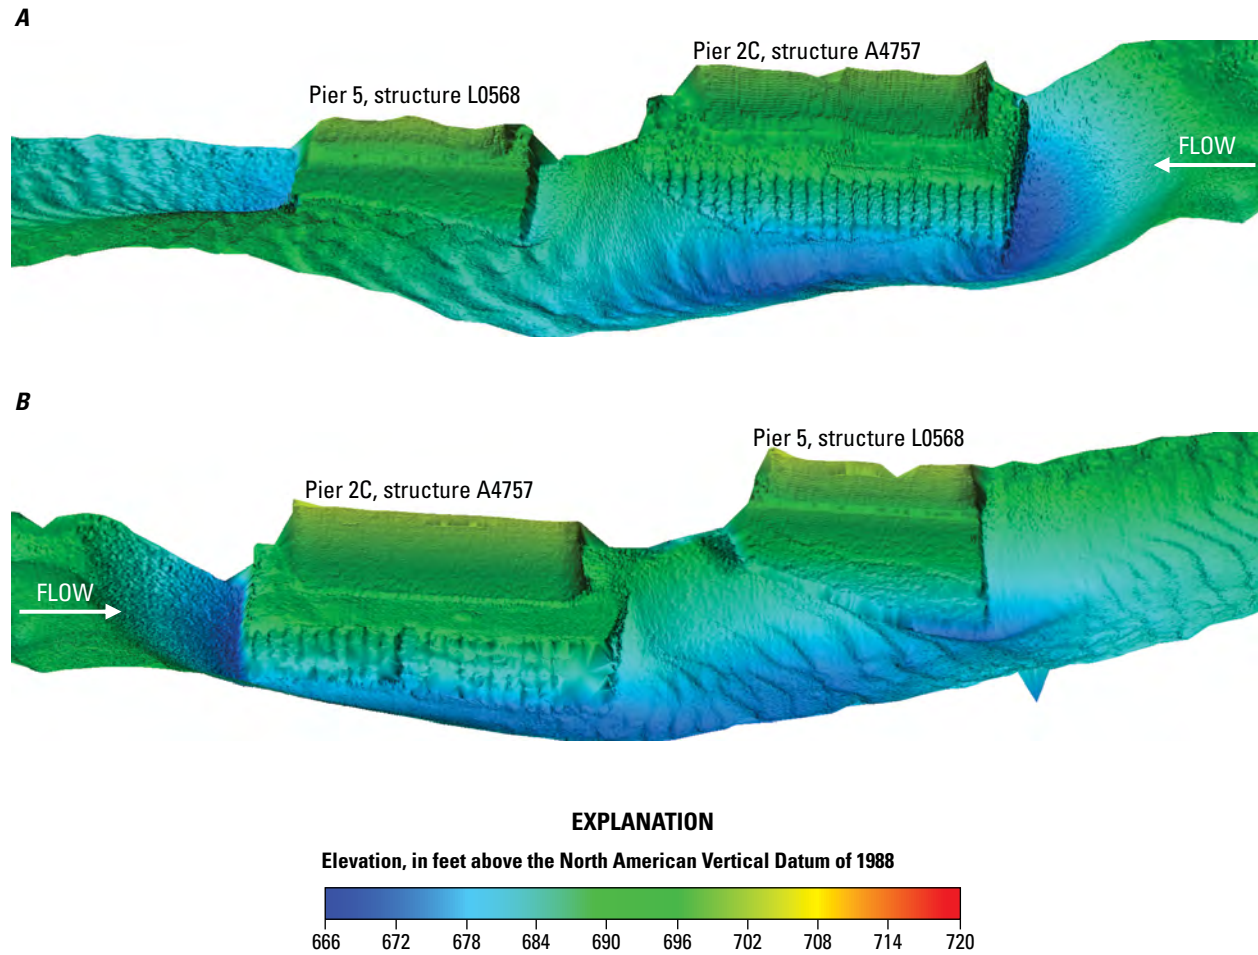 A
Pier 2C, structure A4757
Pier 5, structure L0568
FLOW
B
Pier 5, structure L0568
Pier 2C, structure A4757
FLOW
EXPLANATION
Elevation, in feet above the North American Vertical Datum of 1988
666 672 678 684 690 696 702 708 714 720